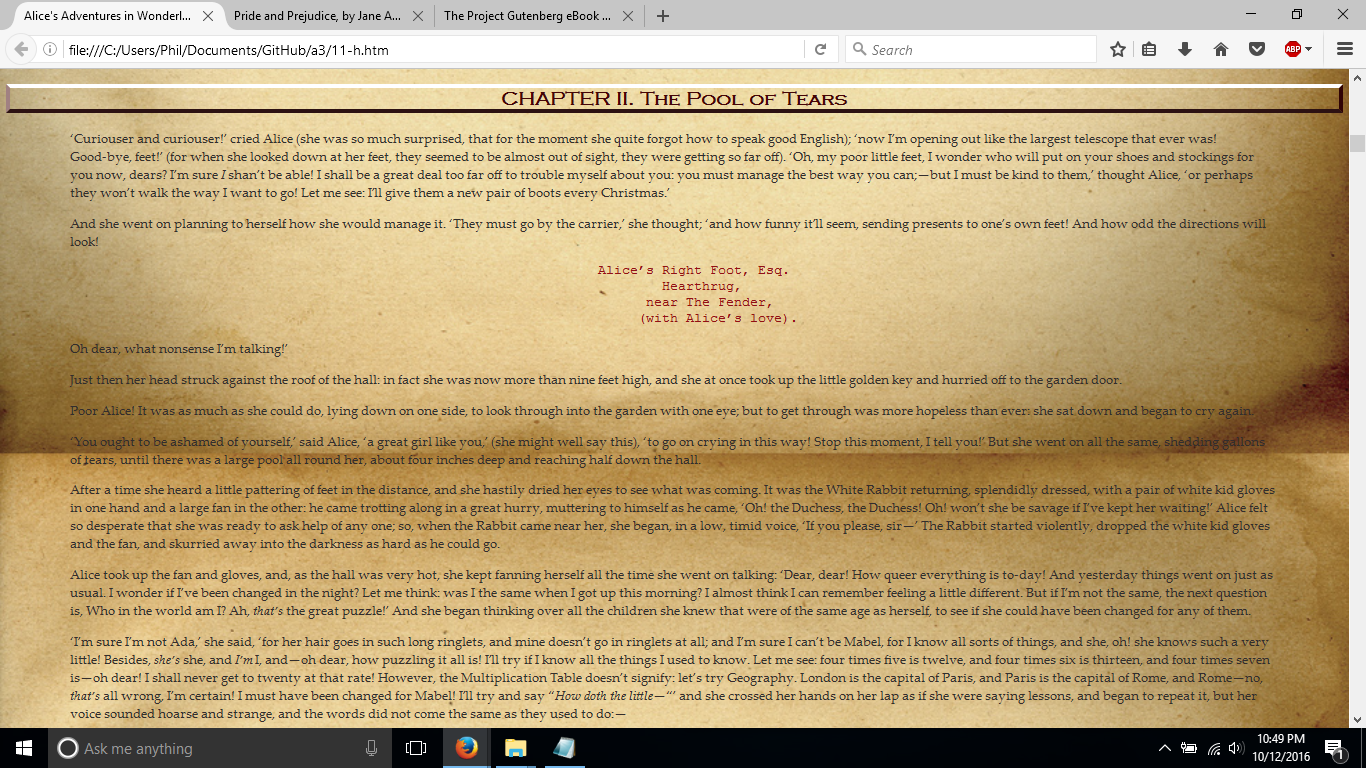 Alice's Adventures in Wonderl...
Pride and Prejudice, by Jane A...
The Project Gutenberg eBook ...
file:///C:/Users/Phil/Documents/GitHub/a3/11-h.htm
Search
ABP
CHAPTER II. The Pool of Tears
‘Curiouser and curiouser!’ cried Alice (she was so much surprised, that for the moment she quite forgot how to speak good English); ‘now I’m opening out like the largest telescope that ever was!
Good-bye, feet!’ (for when she looked down at her feet, they seemed to be almost out of sight, they were getting so far off). ‘Oh, my poor little feet, I wonder who will put on your shoes and stockings for
you now, dears? I’m sure I shan’t be able! I shall be a great deal too far off to trouble myself about you: you must manage the best way you can;—but I must be kind to them,’ thought Alice, ‘or perhaps
they won’t walk the way I want to go! Let me see: I’ll give them a new pair of boots every Christmas.’
And she went on planning to herself how she would manage it. ‘They must go by the carrier,’ she thought; ‘and how funny it’ll seem, sending presents to one’s own feet! And how odd the directions will
look!
Alice’s Right Foot, Esq.
Hearthrug,
near The Fender,
(with Alice’s love).
Oh dear, what nonsense I’m talking!’
Just then her head struck against the roof of the hall: in fact she was now more than nine feet high, and she at once took up the little golden key and hurried off to the garden door.
Poor Alice! It was as much as she could do, lying down on one side, to look through into the garden with one eye; but to get through was more hopeless than ever: she sat down and began to cry again.
‘You ought to be ashamed of yourself,’ said Alice, ‘a great girl like you,’ (she might well say this), ‘to go on crying in this way! Stop this moment, I tell you!’ But she went on all the same, shedding gallons
of tears, until there was a large pool all round her, about four inches deep and reaching half down the hall.
After a time she heard a little pattering of feet in the distance, and she hastily dried her eyes to see what was coming. It was the White Rabbit returning, splendidly dressed, with a pair of white kid gloves
in one hand and a large fan in the other: he came trotting along in a great hurry, muttering to himself as he came, ‘Oh! the Duchess, the Duchess! Oh! won’t she be savage if I’ve kept her waiting!’ Alice felt
so desperate that she was ready to ask help of any one; so, when the Rabbit came near her, she began, in a low, timid voice, ‘If you please, sir—’ The Rabbit started violently, dropped the white kid gloves
and the fan, and skurried away into the darkness as hard as he could go.
Alice took up the fan and gloves, and, as the hall was very hot, she kept fanning herself all the time she went on talking: ‘Dear, dear! How queer everything is to-day! And yesterday things went on just as
usual. I wonder if I’ve been changed in the night? Let me think: was I the same when I got up this morning? I almost think I can remember feeling a little different. But if I’m not the same, the next question
is, Who in the world am I? Ah, that’s the great puzzle!’ And she began thinking over all the children she knew that were of the same age as herself, to see if she could have been changed for any of them.
‘I’m sure I’m not Ada,’ she said, ‘for her hair goes in such long ringlets, and mine doesn’t go in ringlets at all; and I’m sure I can’t be Mabel, for I know all sorts of things, and she, oh! she knows such a very
little! Besides, she’s she, and I’m I, and—oh dear, how puzzling it all is! I’ll try if I know all the things I used to know. Let me see: four times five is twelve, and four times six is thirteen, and four times seven
is—oh dear! I shall never get to twenty at that rate! However, the Multiplication Table doesn’t signify: let’s try Geography. London is the capital of Paris, and Paris is the capital of Rome, and Rome—no,
that’s all wrong, I’m certain! I must have been changed for Mabel! I’ll try and say “How doth the little—”’ and she crossed her hands on her lap as if she were saying lessons, and began to repeat it, but her
voice sounded hoarse and strange, and the words did not come the same as they used to do:—
Ask me anything
10:49 PM
10/12/2016
1